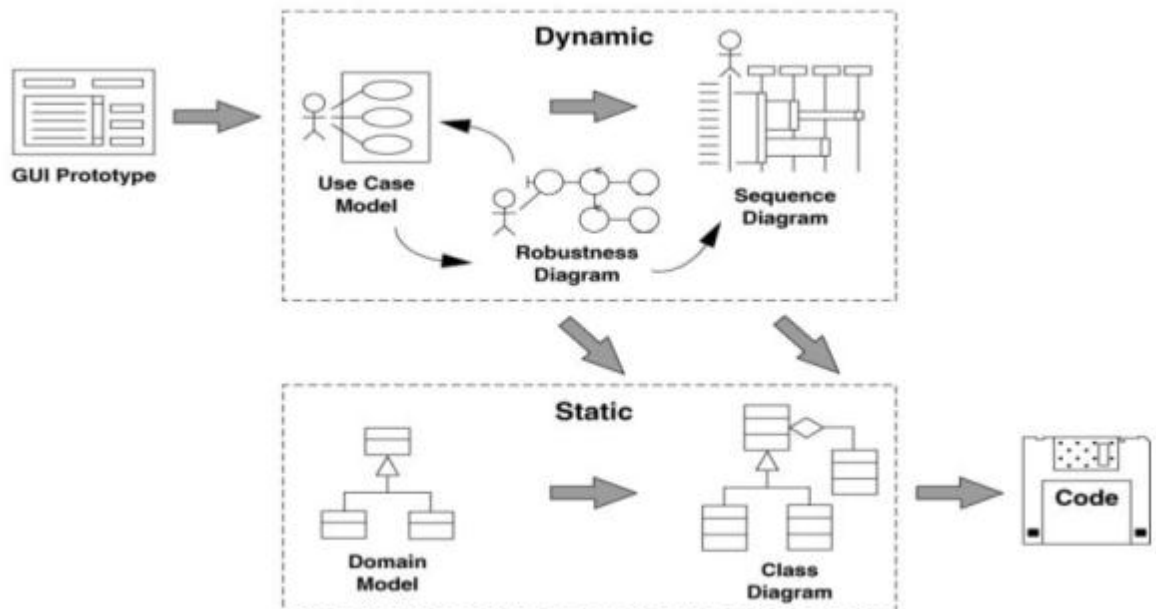 Dynamic
GUI Prototype
Use Case
Model
Robustness
Diagram
Sequence
Diagram
Static
Domain
Model
Class
Diagram
Code